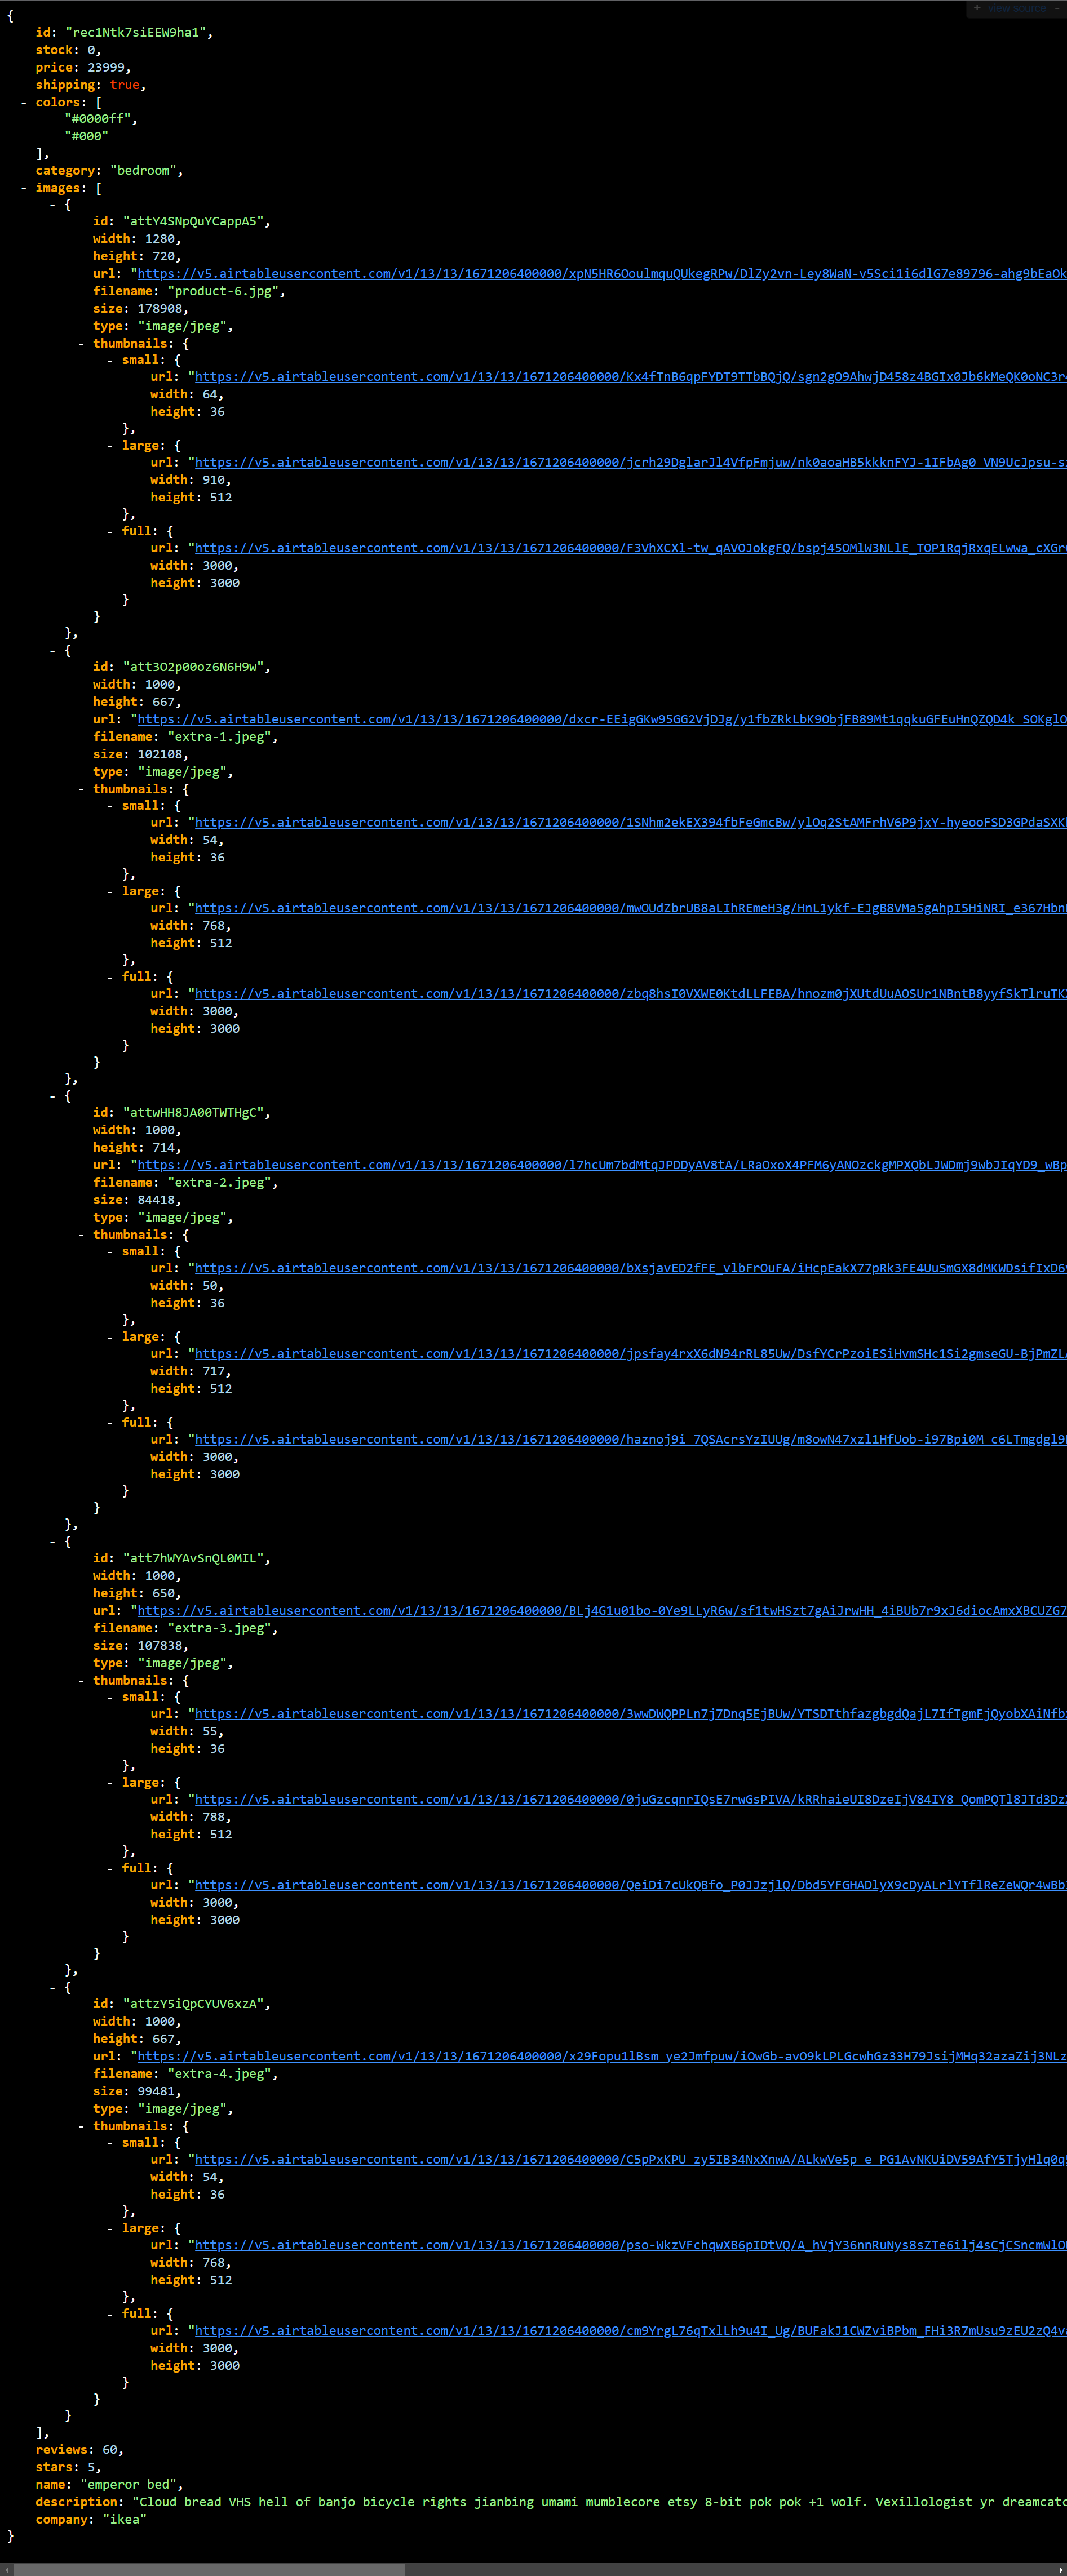 + View source -
{
id: "rec1Ntk7siEEW9ha1",
stock: 0,
price: 23999,
shipping: true,
- colors: [
"#0000ff",
"#000"
],
category: "bedroom",
- images: [
- {
id: "attY4SNpQuYCappA5",
width: 1280,
height: 720,
url: "https://v5.airtableusercontent.com/v1/13/13/1671206400000/xpN5HR6OoulmquQUkegRPw/DlZy2vn-Ley8WaN-v5Sci1i6dlG7e89796-ahg9bEaOk
filename: "product-6.jpg",
size: 178908,
type: "image/jpeg",
- thumbnails: {
- small: {
url: "https://v5.airtableusercontent.com/v1/13/13/1671206400000/Kx4fTnB6qpFYDT9TTbBQjQ/sgn2gO9AhwjD458z4BGIx0Jb6kMeQK0oNC3r
width: 64,
height: 36
},
- large: {
url: "https://v5.airtableusercontent.com/v1/13/13/1671206400000/jcrh29DglarJl4VfpFmjuw/nk0aoaHB5kkknFYJ-1IFbAg0_VN9UcJpsu-s
width: 910,
height: 512
},
- full: {
url: "https://v5.airtableusercontent.com/v1/13/13/1671206400000/F3VhXCXl-tw_qAVOJokgFQ/bspj45OMlW3NLlE_TOP1RqjRxqELwwa_cXGr
width: 3000,
height: 3000
}
}
},
- {
id: "att3O2p00oz6N6H9w",
width: 1000,
height: 667,
url: "https://v5.airtableusercontent.com/v1/13/13/1671206400000/dxcr-EEigGKw95GG2VjDJg/y1fbZRkLbK9ObjFB89Mt1qqkuGFEuHnQZQD4k_SOKglO
filename: "extra-1.jpeg",
size: 102108,
type: "image/jpeg",
- thumbnails: {
- small: {
url: "https://v5.airtableusercontent.com/v1/13/13/1671206400000/1SNhm2ekEX394fbFeGmcBw/ylOq2StAMFrhV6P9jxY-hyeooFSD3GPdaSXK
width: 54,
height: 36
},
- large: {
url: "https://v5.airtableusercontent.com/v1/13/13/1671206400000/mwOUdZbrUB8aLIhREmeH3g/HnL1ykf-EJgB8VMa5gAhpI5HiNRI_e367Hbn
width: 768,
height: 512
},
- full: {
url: "https://v5.airtableusercontent.com/v1/13/13/1671206400000/zbq8hsI0VXWE0KtdLLFEBA/hnozm0jXUtdUuAOSUr1NBntB8yyfSkTlruTK
width: 3000,
height: 3000
}
}
},
- {
id: "attwHH8JA00TWTHgC",
width: 1000,
height: 714,
url: "https://v5.airtableusercontent.com/v1/13/13/1671206400000/l7hcUm7bdMtqJPDDyAV8tA/LRaOxoX4PFM6yANOzckgMPXQbLJWDmj9wbJIqYD9_wBp
filename: "extra-2.jpeg",
size: 84418,
type: "image/jpeg",
- thumbnails: {
- small: {
url: "https://v5.airtableusercontent.com/v1/13/13/1671206400000/bXsjavED2fFE_vlbFrOuFA/iHcpEakX77pRk3FE4UuSmGX8dMKWDsifIxD6
width: 50,
height: 36
},
- large: {
url: "https://v5.airtableusercontent.com/v1/13/13/1671206400000/jpsfay4rxX6dN94rRL85Uw/DsfYCrPzoiESiHvmSHc1Si2gmseGU-BjPmZL
width: 717,
height: 512
},
- full: {
url: "https://v5.airtableusercontent.com/v1/13/13/1671206400000/haznoj9i_7QSAcrsYzIUUg/m8owN47xzl1HfUob-i97Bpi0M_c6LTmgdgl9
width: 3000,
height: 3000
}
}
},
- {
id: "att7hWYAvSnQL0MIL",
width: 1000,
height: 650,
url: "https://v5.airtableusercontent.com/v1/13/13/1671206400000/BLj4G1u01bo-0Ye9LLyR6w/sf1twHSzt7gAiJrwHH_4iBUb7r9xJ6diocAmxXBCUZG7
filename: "extra-3.jpeg",
size: 107838,
type: "image/jpeg",
- thumbnails: {
- small: {
url: "https://v5.airtableusercontent.com/v1/13/13/1671206400000/3wwDWQPPLn7j7Dnq5EjBUw/YTSDTthfazgbgdQajL7IfTgmFjQyobXAiNfb
width: 55,
height: 36
},
- large: {
url: "https://v5.airtableusercontent.com/v1/13/13/1671206400000/0juGzcqnrIQsE7rwGsPIVA/kRRhaieUI8DzeIjV84IY8_QomPQTl8JTd3Dz
width: 788,
height: 512
},
- full: {
url: "https://v5.airtableusercontent.com/v1/13/13/1671206400000/QeiDi7cUkQBfo_P0JJzjlQ/Dbd5YFGHADlyX9cDyALrlYTflReZeWQr4wBb
width: 3000,
height: 3000
}
}
},
- {
id: "attzY5iQpCYUV6xzA",
width: 1000,
height: 667,
url: "https://v5.airtableusercontent.com/v1/13/13/1671206400000/x29Fopu1lBsm_ye2Jmfpuw/iOwGb-avO9kLPLGcwhGz33H79JsijMHq32azaZij3NLz
filename: "extra-4.jpeg",
size: 99481,
type: "image/jpeg",
- thumbnails: {
- small: {
url: "https://v5.airtableusercontent.com/v1/13/13/1671206400000/C5pPxKPU_zy5IB34NxXnwA/ALkwVe5p_e_PG1AvNKUiDV59AfY5TjyHlq0q
width: 54,
height: 36
},
- large: {
url: "https://v5.airtableusercontent.com/v1/13/13/1671206400000/pso-WkzVFchqwXB6pIDtVQ/A_hVjY36nnRuNys8sZTe6ilj4sCjCSncmWlO
width: 768,
height: 512
},
- full: {
url: "https://v5.airtableusercontent.com/v1/13/13/1671206400000/cm9YrgL76qTxlLh9u4I_Ug/BUFakJ1CWZviBPbm_FHi3R7mUsu9zEU2zQ4v
width: 3000,
height: 3000
}
}
}
],
reviews: 60,
stars: 5,
name: "emperor bed",
description: "Cloud bread VHS hell of banjo bicycle rights jianbing umami mumblecore etsy 8-bit pok pok +1 wolf. Vexillologist yr dreamcatc
company: "ikea"
}